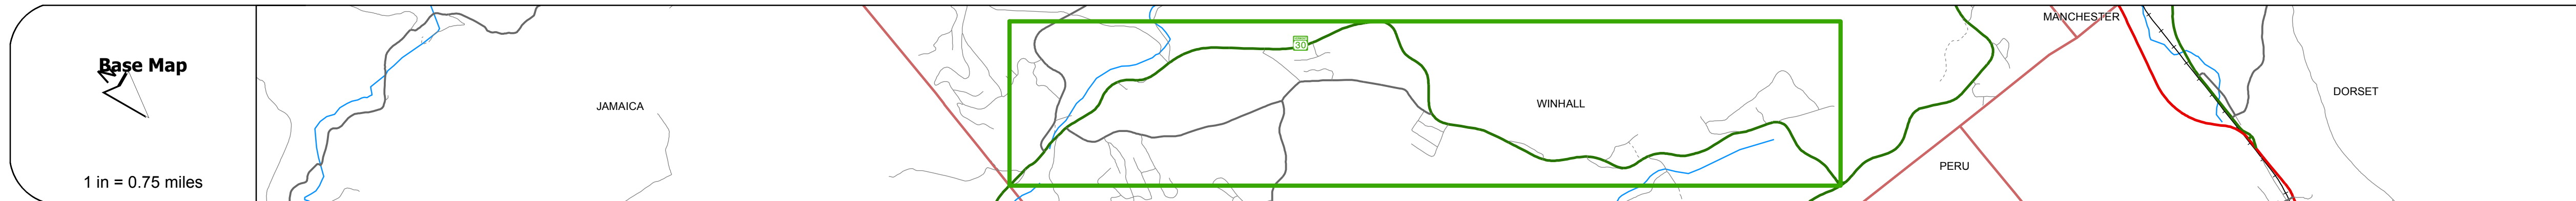 Base Map
N
1 in = 0.75 miles
JAMAICA
30
WINHALL
MANCHESTER
PERU
DORSET